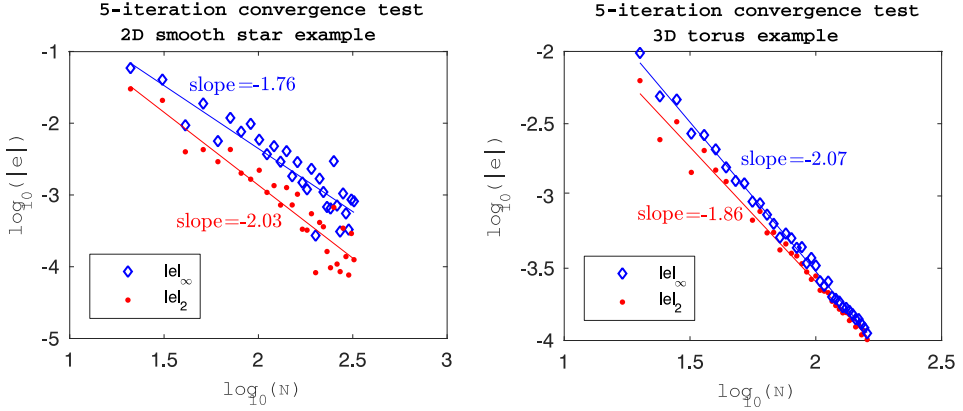 5-iteration convergence test
2D smooth star example
-1
-2
-3
-4
-5
log10(|e|)
slope=-1.76
slope=-2.03
|e|∞
|e|2
1
1.5
2
2.5
3
log10(N)
5-iteration convergence test
3D torus example
-2
-2.5
-3
-3.5
-4
log10(|e|)
slope=-2.07
slope=-1.86
|e|∞
|e|2
1
1.5
2
2.5
log10(N)